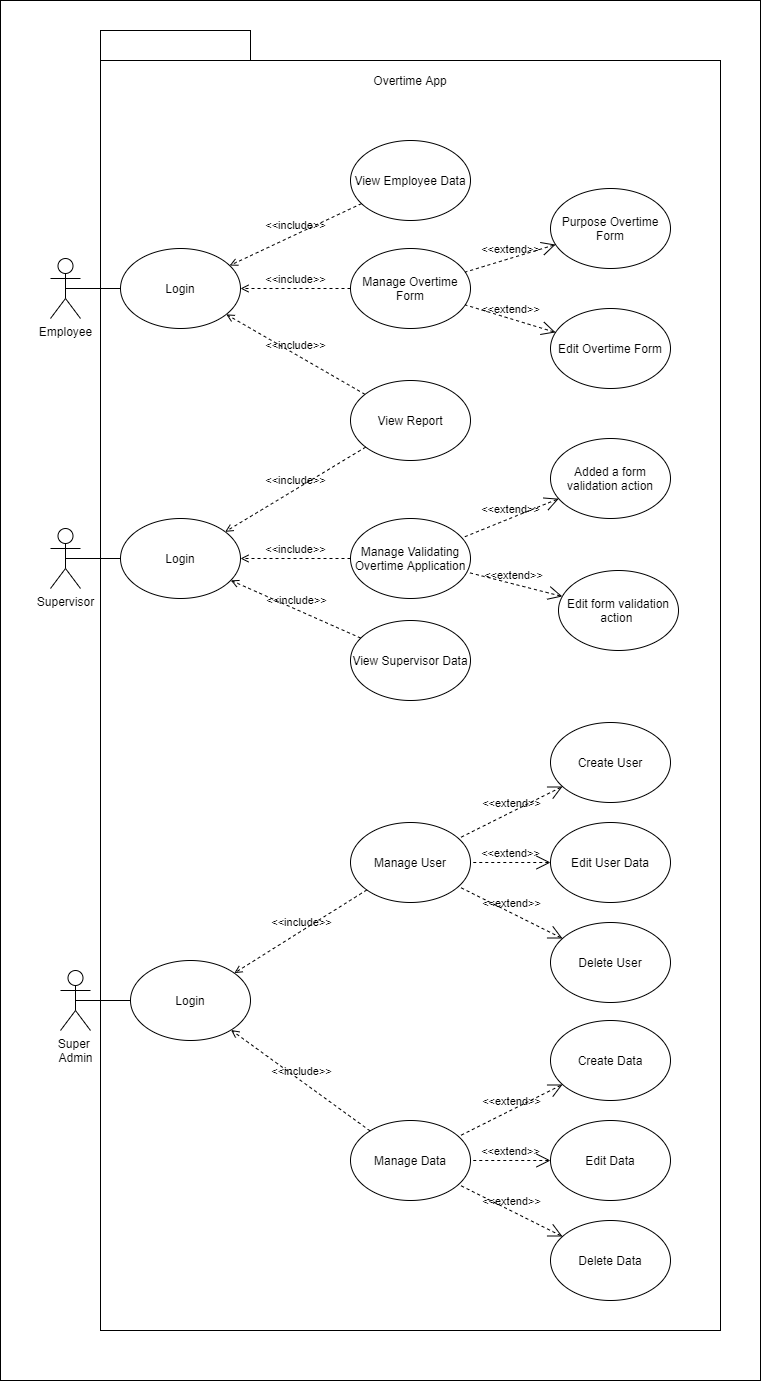 Overtime App
View Employee Data
<<include>>
Purpose Overtime
Form
<<extend>>
Login
<<include>>
Manage Overtime
Form
<<extend>>
Employee
<<include>>
Edit Overtime Form
View Report
<<include>>
Added a form
validation action
<<extend>>
Login
<<include>>
Manage Validating
Overtime Application
<<extend>>
Supervisor
<<include>>
Edit form validation
action
View Supervisor Data
Create User
<<extend>>
Manage User
<<extend>>
Edit User Data
<<extend>>
<<include>>
Delete User
Login
Super
Admin
<<include>>
Create Data
<<extend>>
Manage Data
<<extend>>
Edit Data
<<extend>>
Delete Data